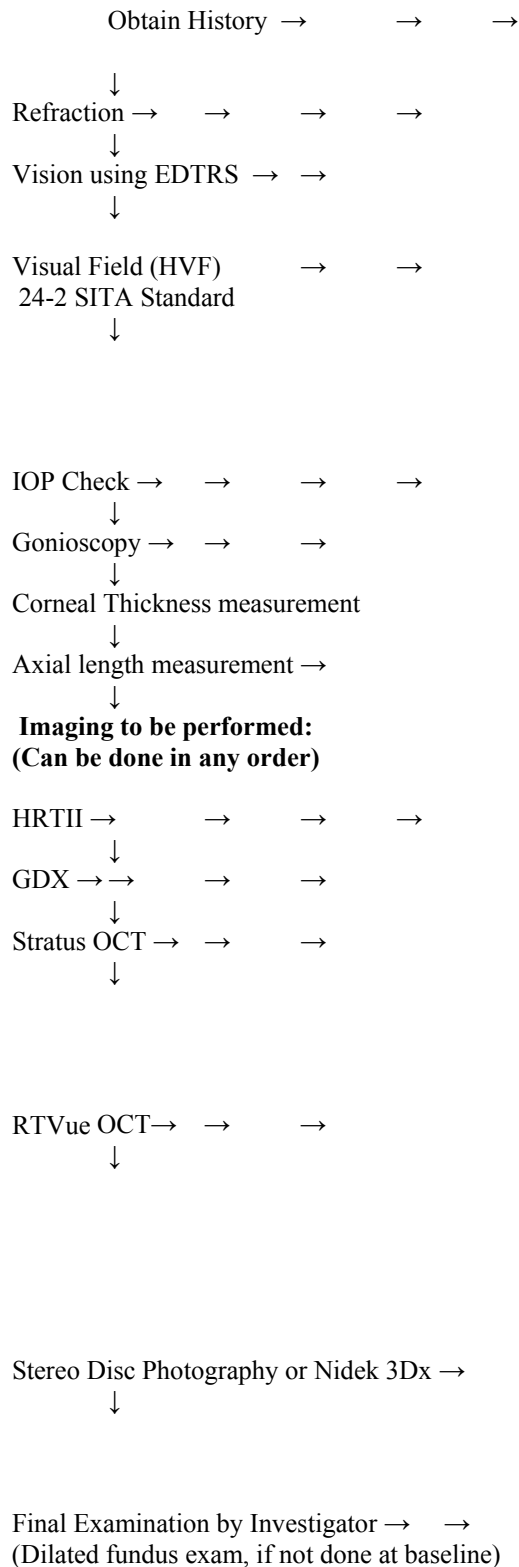 Obtain History → → →
↓
Refraction → → → →
↓
Vision using EDTRS → →
↓
Visual Field (HVF) → →
24-2 SITA Standard
↓
IOP Check → → → →
↓
Gonioscopy → → →
↓
Corneal Thickness measurement
↓
Axial length measurement →
↓
Imaging to be performed:
(Can be done in any order)
HRTII → → → →
↓
GDX → → → →
↓
Stratus OCT → → →
↓
RTVue OCT→ → →
↓
Stereo Disc Photography or Nidek 3Dx →
↓
Final Examination by Investigator → →
(Dilated fundus exam, if not done at baseline)